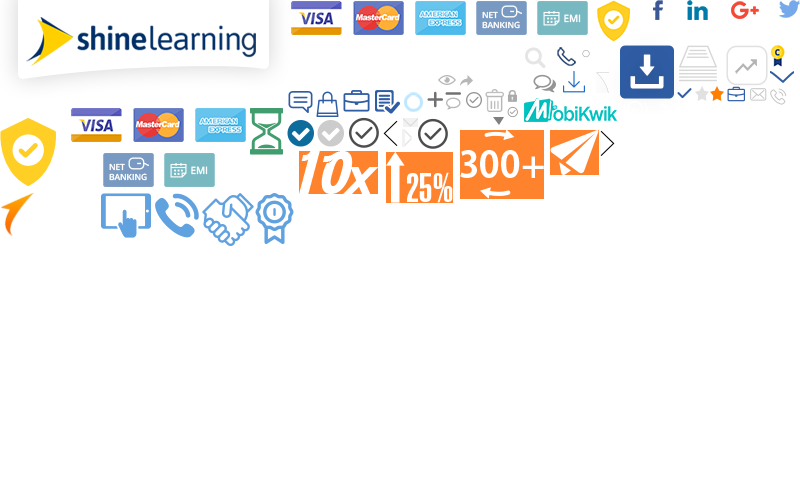 shinelearning
VISA
MasterCard
AMERICAN EXPRESS
NET BANKING
EMI
f
in
G+
C
MobiKwik
VISA
MasterCard
AMERICAN EXPRESS
NET BANKING
EMI
10x
25%
300+
1